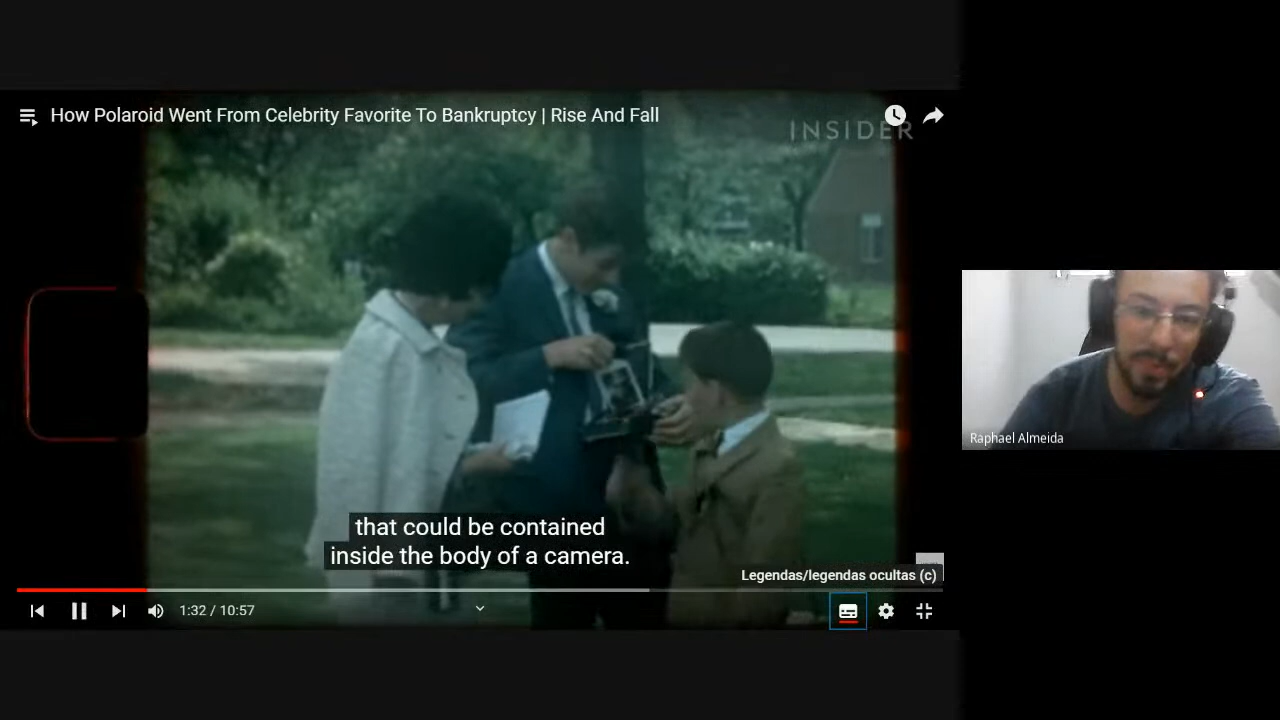 How Polaroid Went From Celebrity Favorite To Bankruptcy | Rise And Fall
INSIDER
that could be contained
inside the body of a camera.
Legendas/legendas ocultas (c)
1:32 / 10:57
Raphael Almeida